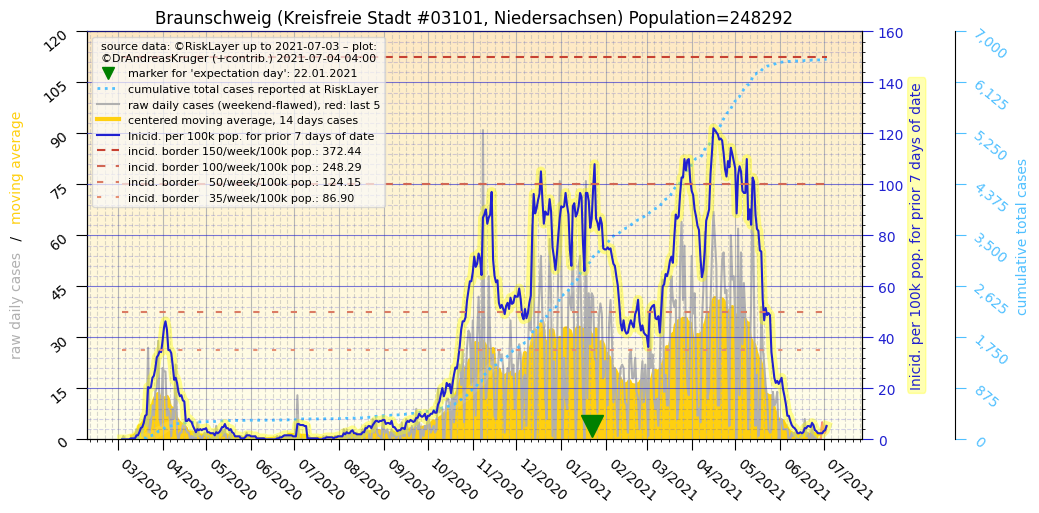 Braunschweig (Kreisfreie Stadt #03101, Niedersachsen) Population=248292
source data: ©RiskLayer up to 2021-07-03 – plot:
©DrAndreasKruger (+contrib.) 2021-07-04 04:00
marker for 'expectation day': 22.01.2021
cumulative total cases reported at RiskLayer
raw daily cases (weekend-flawed), red: last 5
centered moving average, 14 days cases
Inicid. per 100k pop. for prior 7 days of date
incid. border 150/week/100k pop.: 372.44
incid. border 100/week/100k pop.: 248.29
incid. border   50/week/100k pop.: 124.15
incid. border   35/week/100k pop.: 86.90
raw daily cases / moving average
120
105
90
75
60
45
30
15
0
160
140
120
100
80
60
40
20
0
Inicid. per 100k pop. for prior 7 days of date
7,000
6,125
5,250
4,375
3,500
2,625
1,750
875
0
cumulative total cases
03/2020
04/2020
05/2020
06/2020
07/2020
08/2020
09/2020
10/2020
11/2020
12/2020
01/2021
02/2021
03/2021
04/2021
05/2021
06/2021
07/2021